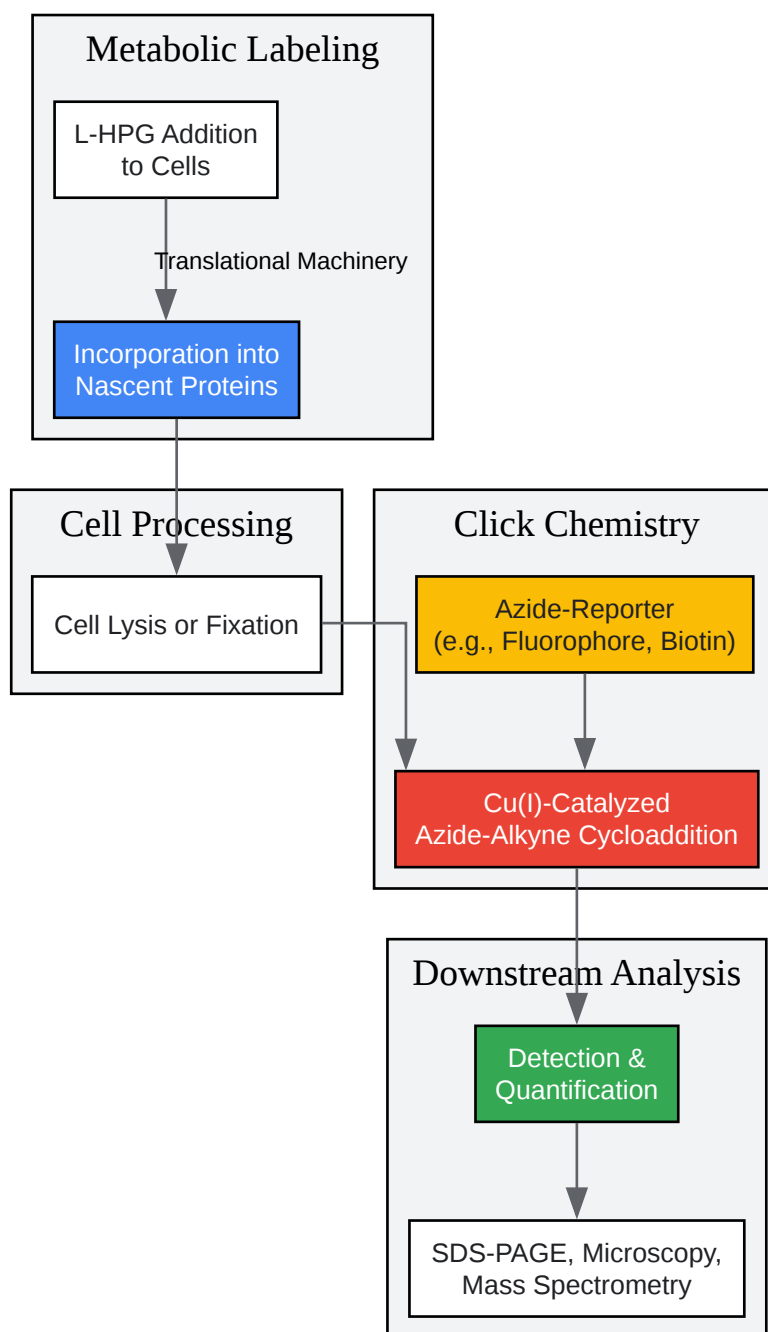 Metabolic Labeling
L-HPG Addition
to Cells
Translational Machinery
Incorporation into
Nascent Proteins
Cell Processing
Cell Lysis or Fixation
Click Chemistry
Azide-Reporter
(e.g., Fluorophore, Biotin)
Cu(I)-Catalyzed
Azide-Alkyne Cycloaddition
Downstream Analysis
Detection &
Quantification
SDS-PAGE, Microscopy,
Mass Spectrometry